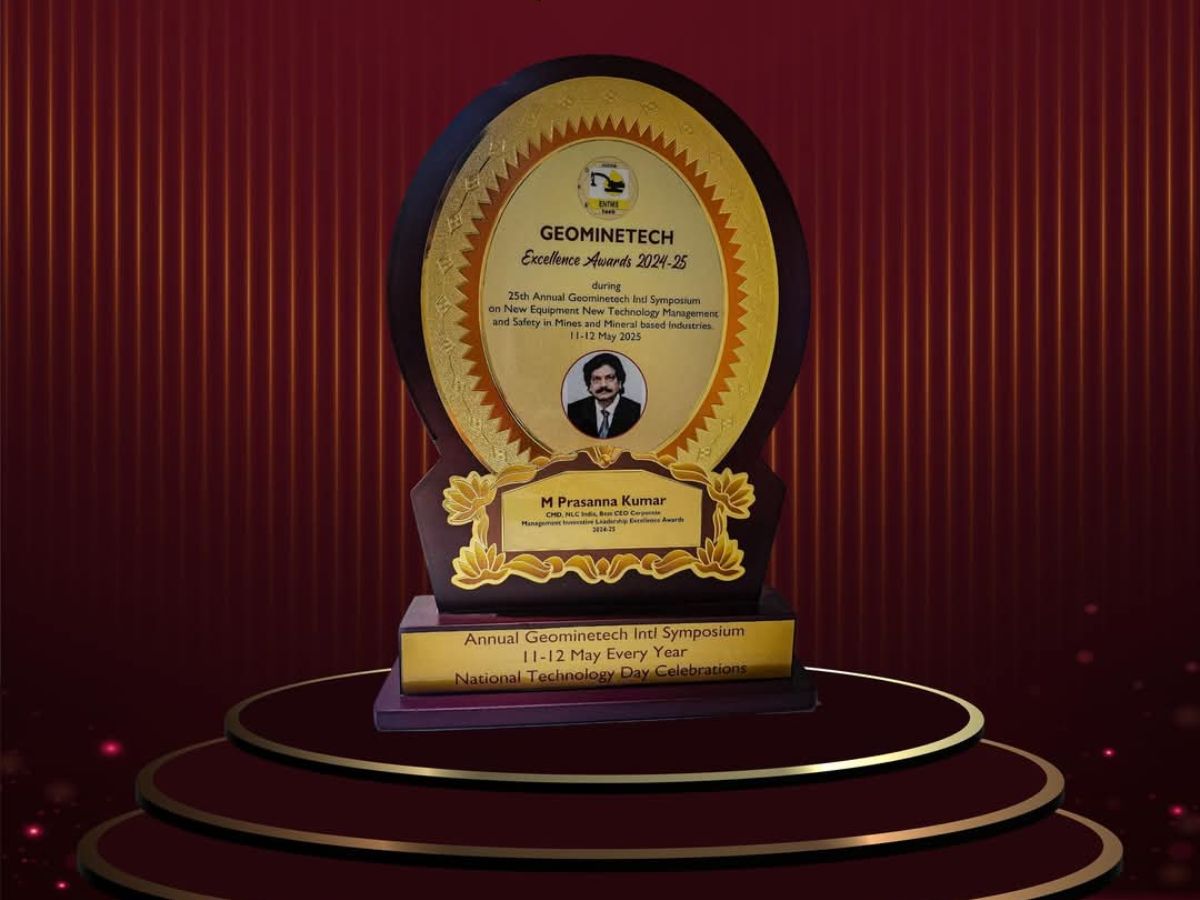 ENTMS
GEOMINETECH
Excellence Awards 2024-25
during
25th Annual Geominetech Intl Symposium
on New Equipment New Technology Management
and Safety in Mines and Mineral based Industries.
11-12 May 2025
M Prasanna Kumar
CMD, NLC India, Best CEO Corporate
Management Innovative Leadership Excellence Awards
2024-25
Annual Geominetech Intl Symposium
11-12 May Every Year
National Technology Day Celebrations